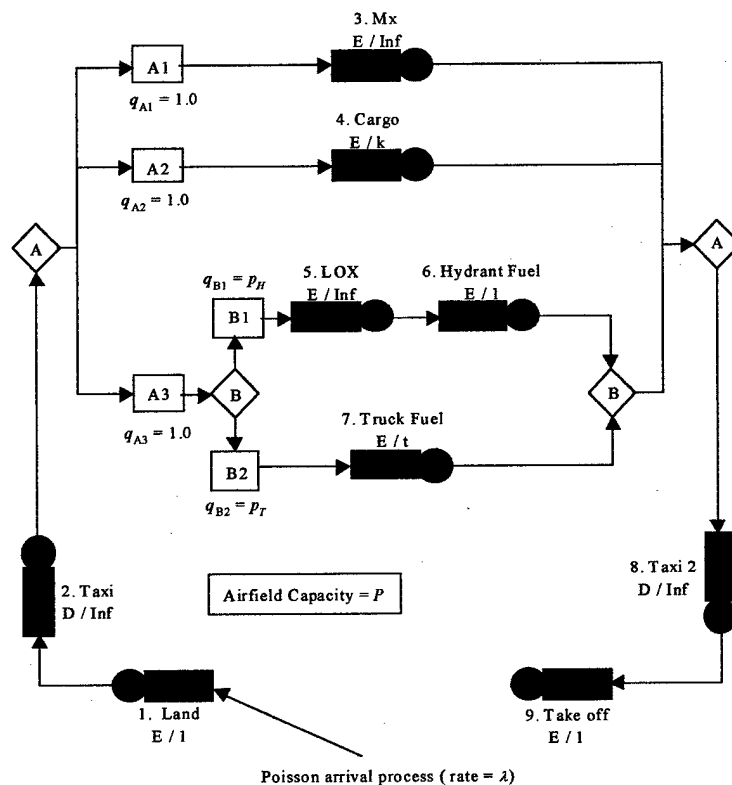 3. Mx
E / Inf
A1
q_A1 = 1.0
4. Cargo
E / k
A2
q_A2 = 1.0
A
A
q_B1 = p_H
5. LOX
E / Inf
6. Hydrant Fuel
E / 1
B1
A3
B
B
q_A3 = 1.0
7. Truck Fuel
E / t
B2
q_B2 = p_T
2. Taxi
D / Inf
Airfield Capacity = P
8. Taxi 2
D / Inf
1. Land
E / 1
9. Take off
E / 1
Poisson arrival process ( rate = λ)